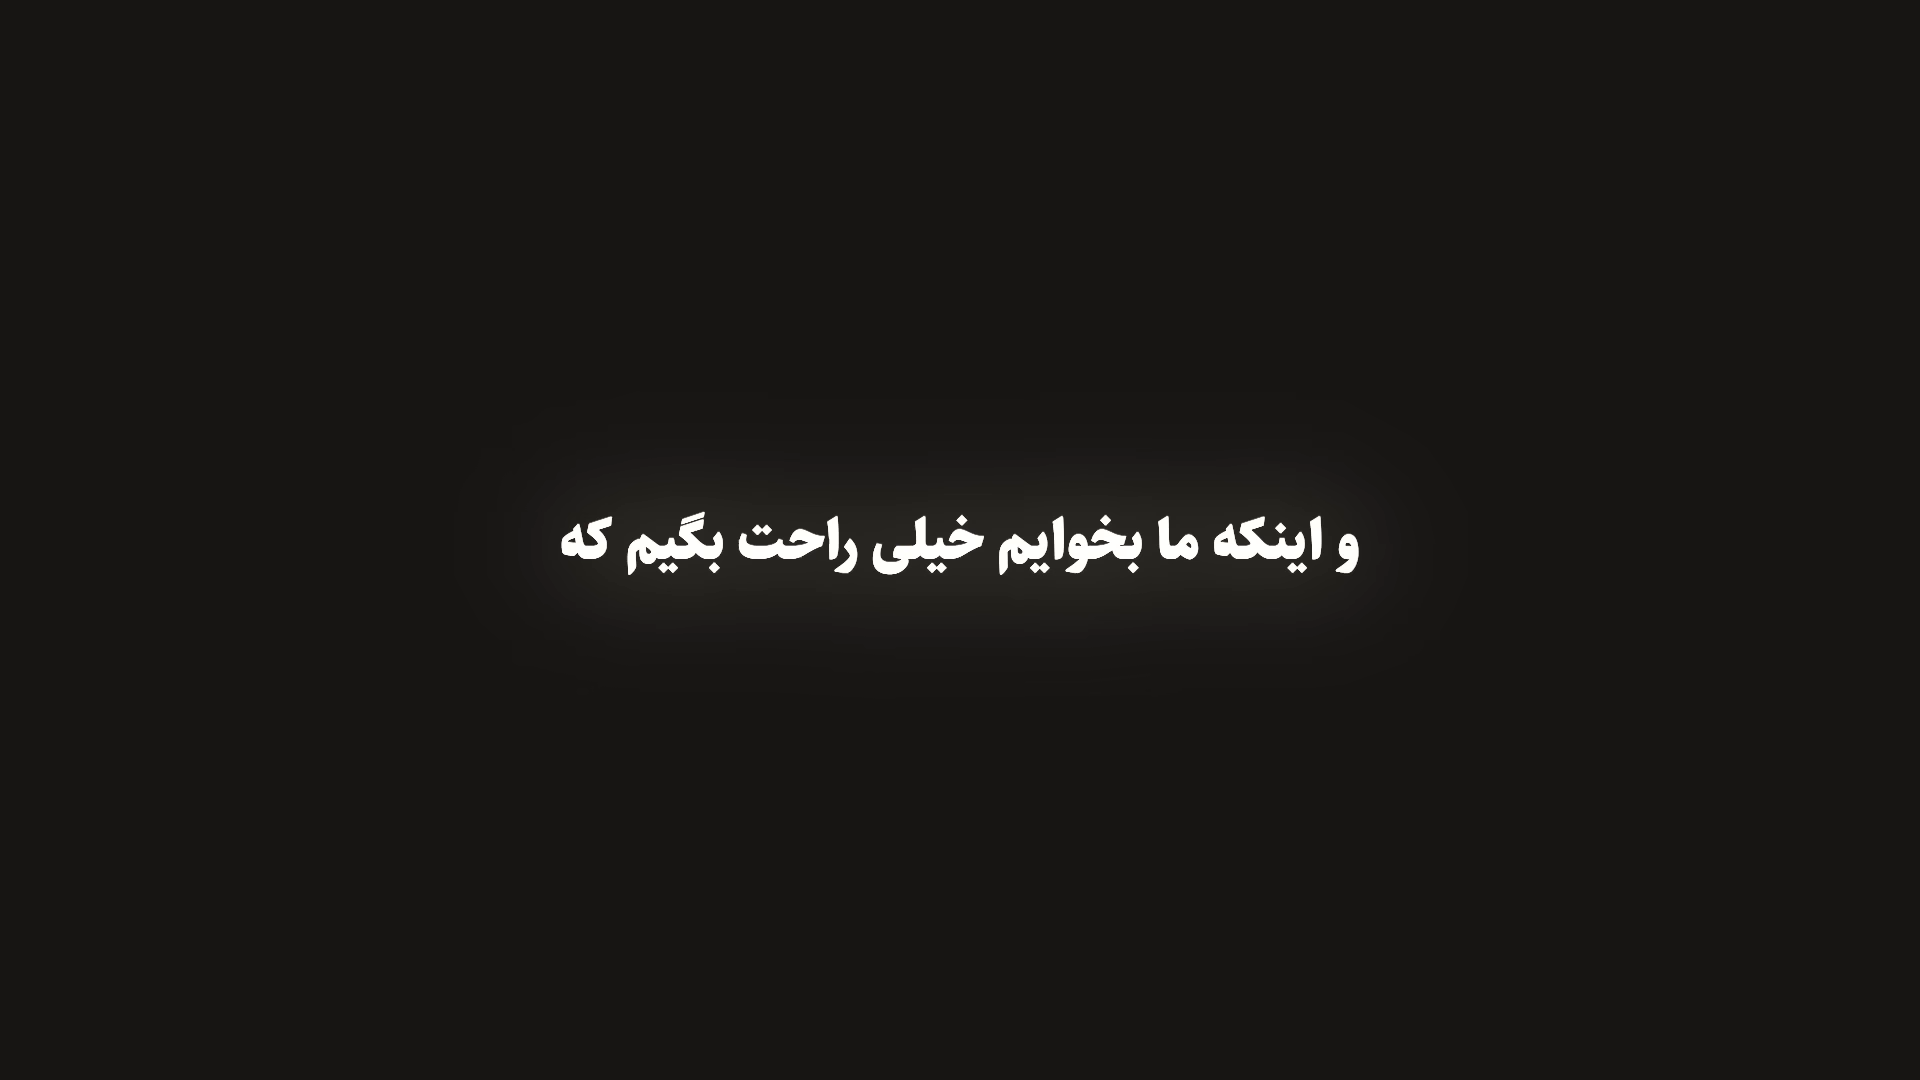 و اینکه ما بخوایم خیلی راحت بگیم که